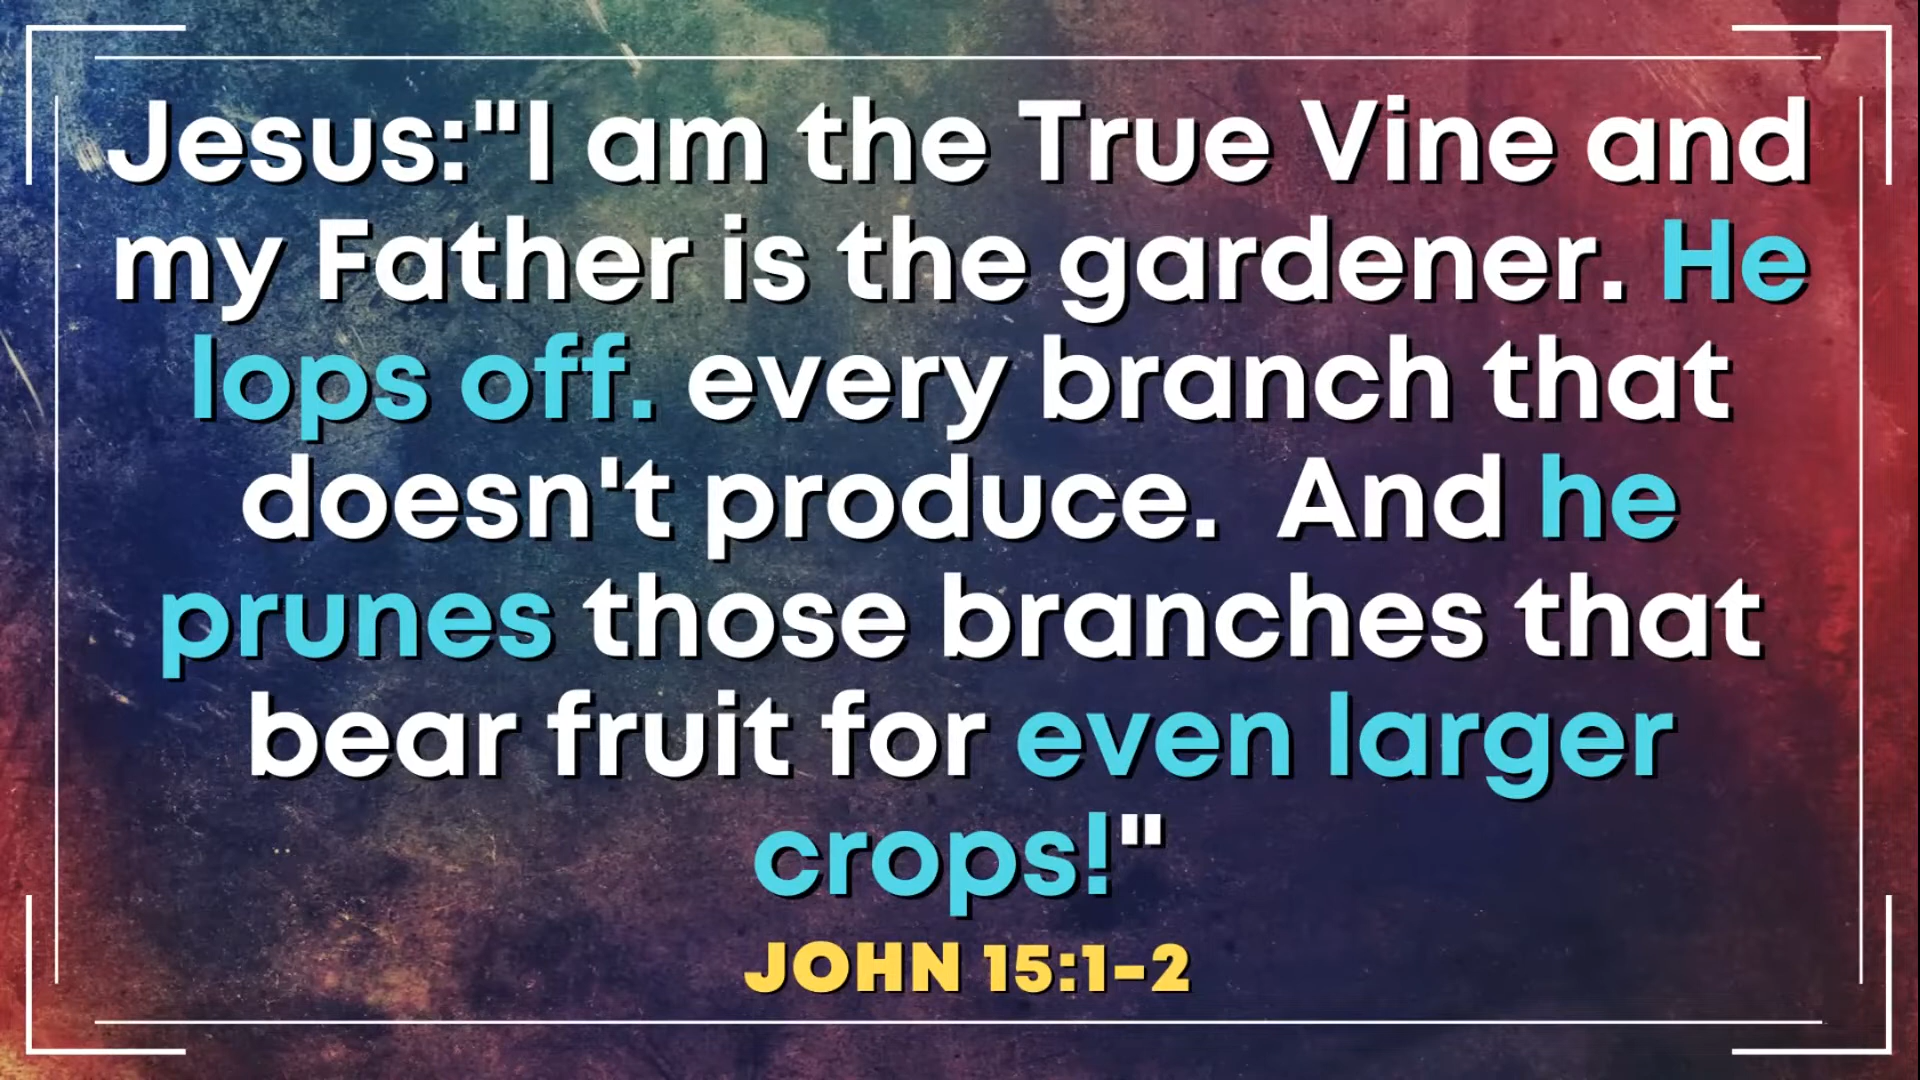 Jesus:"I am the True Vine and
my Father is the gardener. He
lops off. every branch that
doesn't produce.  And he
prunes those branches that
bear fruit for even larger
crops!"
JOHN 15:1-2